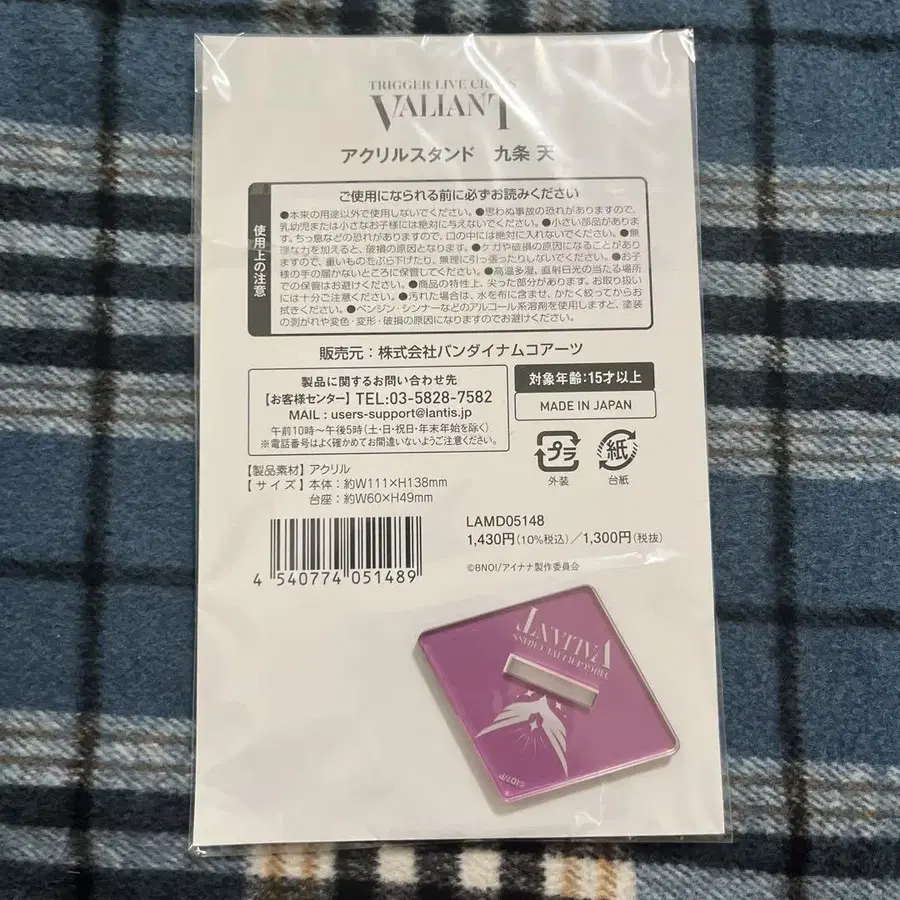 TRIGGER LIVE CROSS
VALIANT
アクリルスタンド 九条 天
使用上の注意
ご使用になられる前に必ずお読みください
●本来の用途以外で使用しないでください。●思わぬ事故の恐れがありますので、
乳幼児または小さなお子様には絶対に与えないでください。●小さい部品がありま
す。ちっ息などの恐れがありますので、口の中には絶対に入れないでください。●無
理な力を加えると、破損の原因となります。●ケガや破損の原因になることがあり
ますので、重いものをぶら下げたり、無理に引っ張ったりしないでください。●お子
様の手の届かないところに保管してください。●高温多湿、直射日光の当たる場所
での保管はお避けください。●商品の特性上、尖った部分があります。お取り扱い
には十分ご注意ください。●汚れた場合は、水を布に含ませ、かたく絞ってからお
拭きください。●ベンジン・シンナーなどのアルコール系溶剤を使用しますと、塗装
の剥がれや変色・変形・破損の原因になりますのでお避けください。
販売元：株式会社バンダイナムコアーツ
製品に関するお問い合わせ先
【お客様センター】TEL:03-5828-7582
MAIL : users-support@lantis.jp
午前10時〜午後5時（土・日・祝日・年末年始を除く）
※電話番号はよく確かめてお間違いないようご注意ください。
対象年齢：15才以上
MADE IN JAPAN
プラ
外装
紙
台紙
【製品素材】アクリル
【サイズ】本体：約W111×H138mm
台座：約W60×H49mm
LAMD05148
1,430円(10%税込)／1,300円(税抜)
4 540774 051489
©BNOI/アイナナ製作委員会
VALIANT
TRIGGER LIVE CROSS
©ID7/P